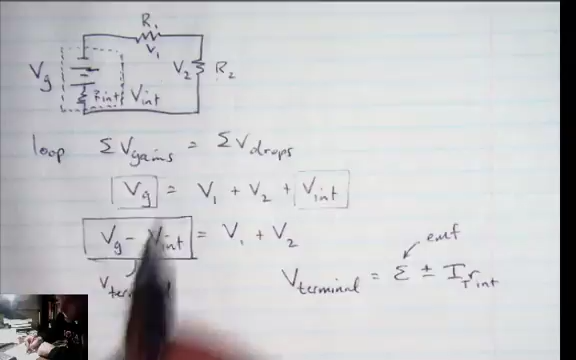 R₁
V₁
Vg V₂ R₂
rint Vint
loop ΣVgains = ΣVdrops
Vg = V₁ + V₂ + Vint
Vg - Vint = V₁ + V₂
emf
Vterminal = ε ± ITrint